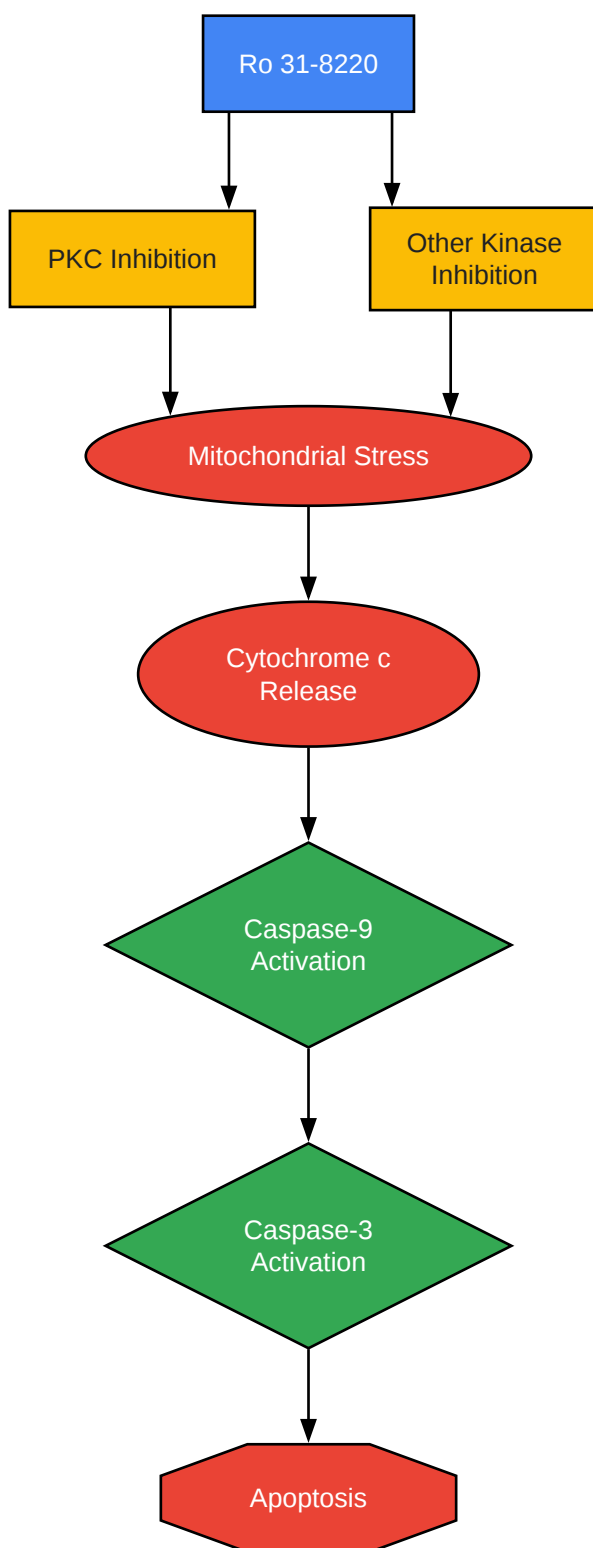 Ro 31-8220
PKC Inhibition
Other Kinase
Inhibition
Mitochondrial Stress
Cytochrome c
Release
Caspase-9
Activation
Caspase-3
Activation
Apoptosis